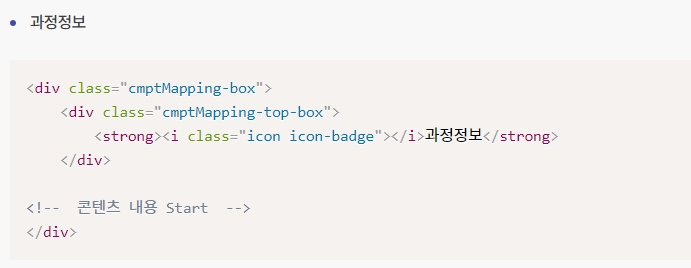 • 과정정보
<div class="cmptMapping-box">
    <div class="cmptMapping-top-box">
        <strong><i class="icon icon-badge"></i>과정정보</strong>
    </div>

<!--  콘텐츠 내용 Start  -->
</div>